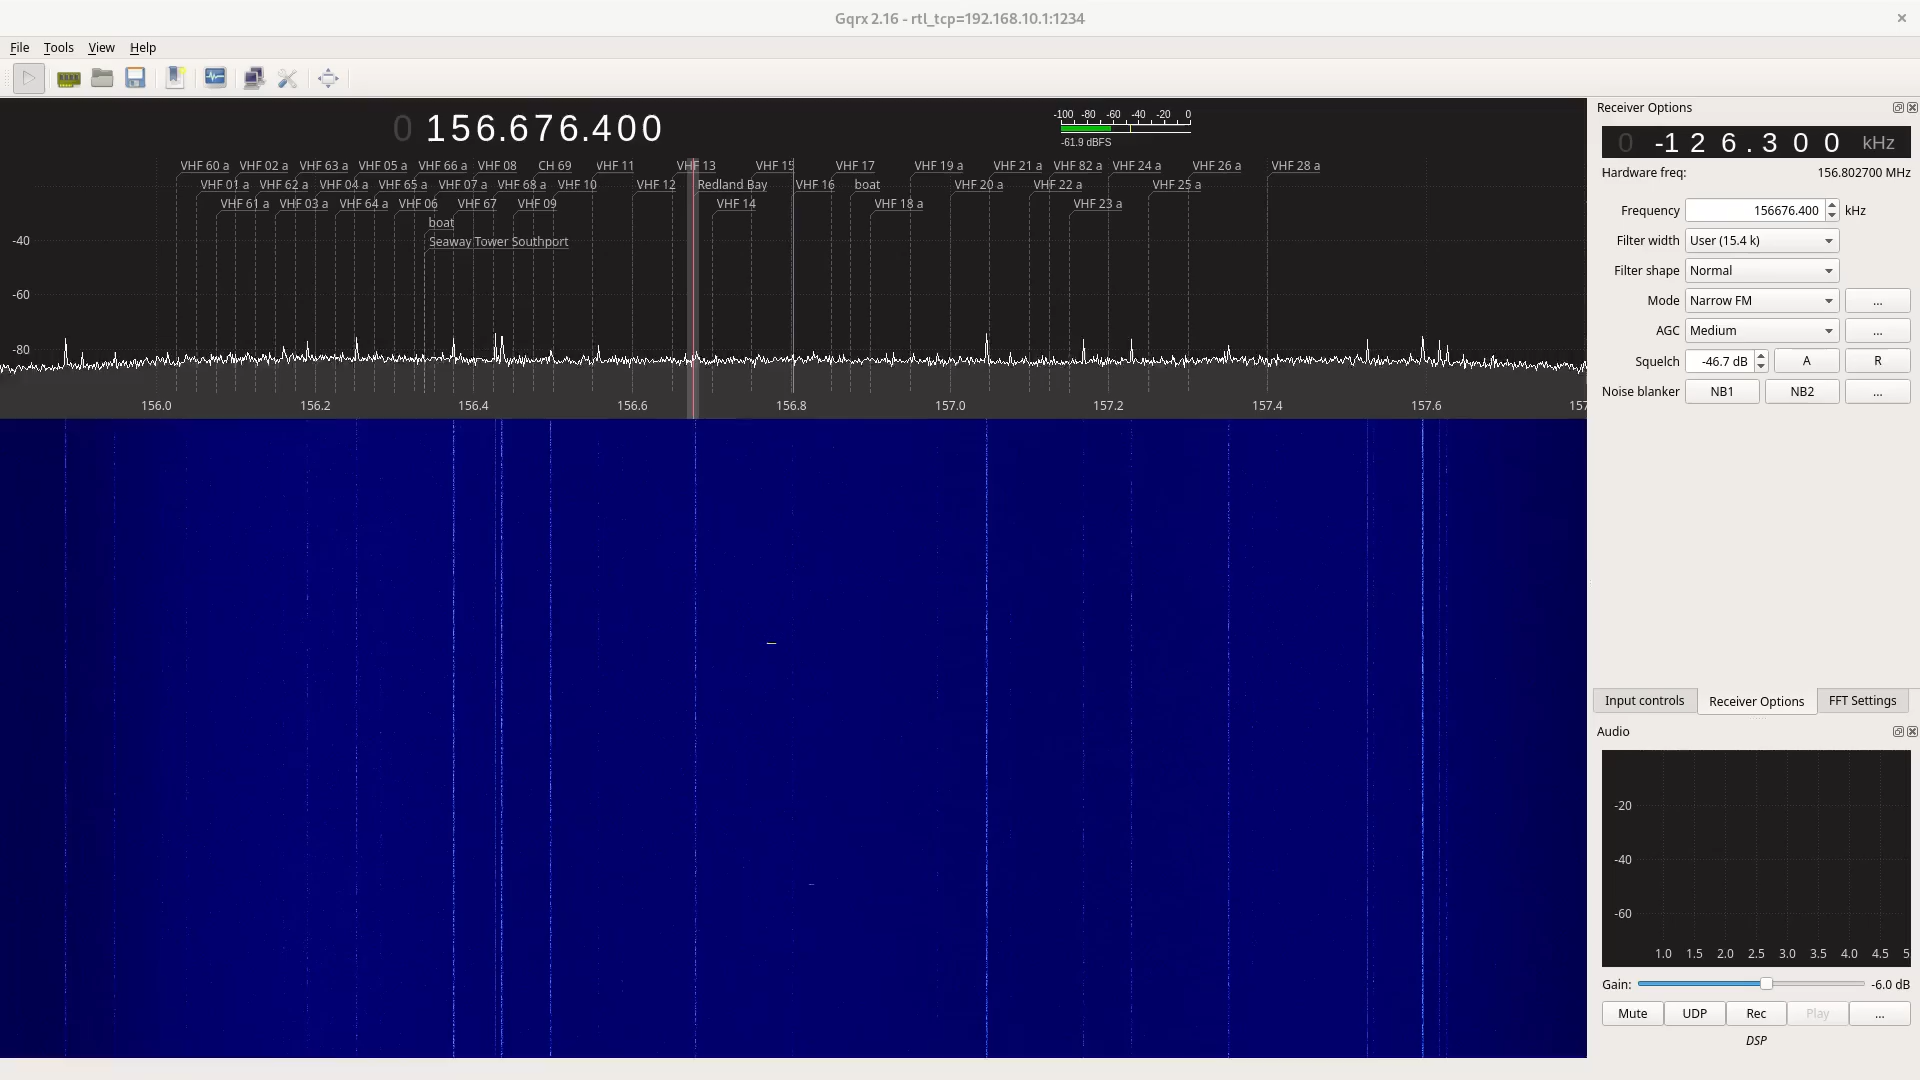 Gqrx 2.16 - rtl_tcp=192.168.10.1:1234
File Tools View Help
0 156.676.400
-100 -80 -60 -40 -20 0
-61.9 dBFS
VHF 60 a VHF 02 a VHF 63 a VHF 05 a VHF 66 a VHF 08 CH 69 VHF 11 VHF 13 VHF 15 VHF 17 VHF 19 a VHF 21 a VHF 82 a VHF 24 a VHF 26 a VHF 28 a
VHF 01 a VHF 62 a VHF 04 a VHF 65 a VHF 07 a VHF 68 a VHF 10 VHF 12 Redland Bay VHF 16 boat VHF 20 a VHF 22 a VHF 25 a
VHF 61 a VHF 03 a VHF 64 a VHF 06 VHF 67 VHF 09 VHF 14 VHF 18 a VHF 23 a
boat
Seaway Tower Southport
-40
-60
-80
156.0 156.2 156.4 156.6 156.8 157.0 157.2 157.4 157.6 157
Receiver Options
0 -126.300 kHz
Hardware freq: 156.802700 MHz
Frequency 156676.400 kHz
Filter width User (15.4 k)
Filter shape Normal
Mode Narrow FM ...
AGC Medium ...
Squelch -46.7 dB A R
Noise blanker NB1 NB2 ...
Input controls Receiver Options FFT Settings
Audio
-20
-40
-60
1.0 1.5 2.0 2.5 3.0 3.5 4.0 4.5 5
Gain: -6.0 dB
Mute UDP Rec Play ...
DSP